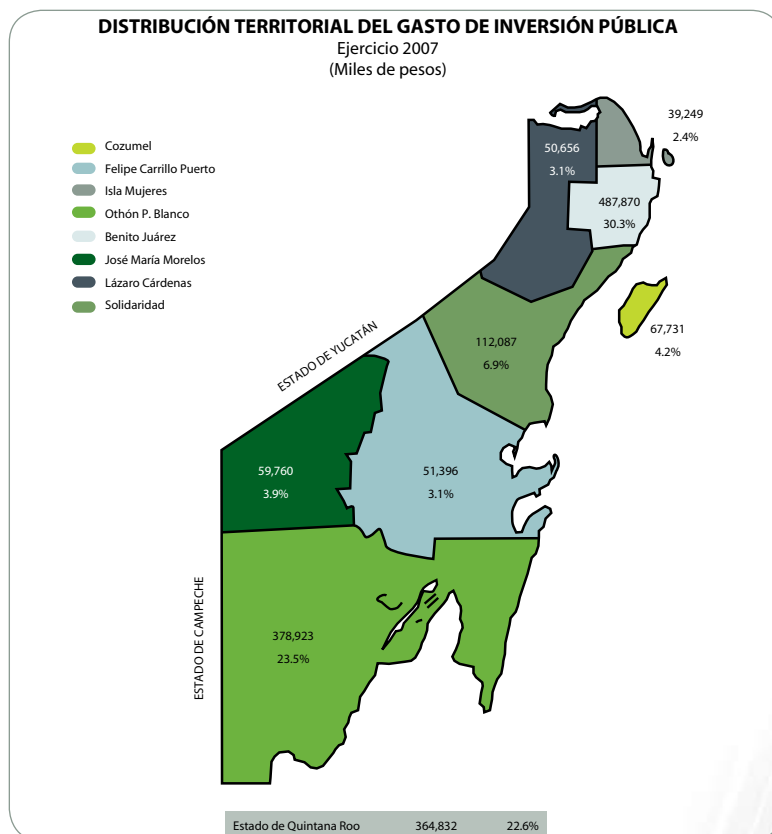 DISTRIBUCIÓN TERRITORIAL DEL GASTO DE INVERSIÓN PÚBLICA
Ejercicio 2007
(Miles de pesos)
Cozumel
Felipe Carrillo Puerto
Isla Mujeres
Othón P. Blanco
Benito Juárez
José María Morelos
Lázaro Cárdenas
Solidaridad
39,249
2.4%
50,656
3.1%
487,870
30.3%
67,731
4.2%
112,087
6.9%
ESTADO DE YUCATÁN
59,760
3.9%
51,396
3.1%
ESTADO DE CAMPECHE
378,923
23.5%
Estado de Quintana Roo 364,832 22.6%